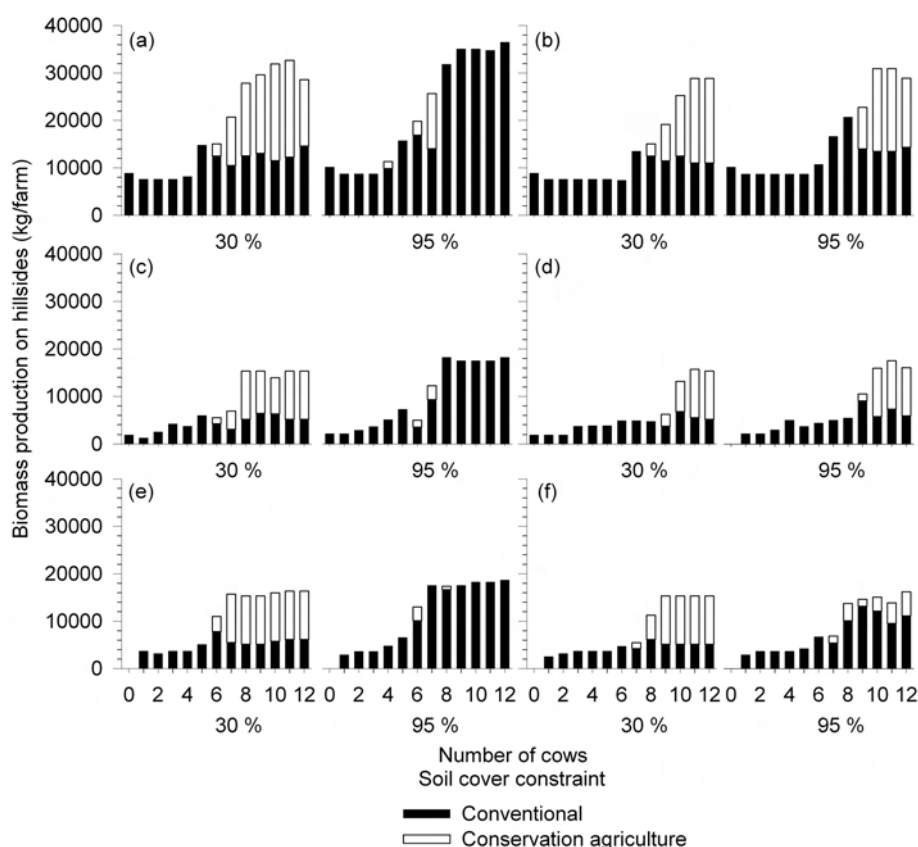 Biomass production on hillsides (kg/farm)
(a) (b)
40000
30000
20000
10000
0
30 % 95 % 30 % 95 %
(c) (d)
40000
30000
20000
10000
0
30 % 95 % 30 % 95 %
(e) (f)
40000
30000
20000
10000
0
0 2 4 6 8 10 12 0 2 4 6 8 10 12 0 2 4 6 8 10 12 0 2 4 6 8 10 12
30 % 95 % 30 % 95 %
Number of cows
Soil cover constraint
Conventional
Conservation agriculture